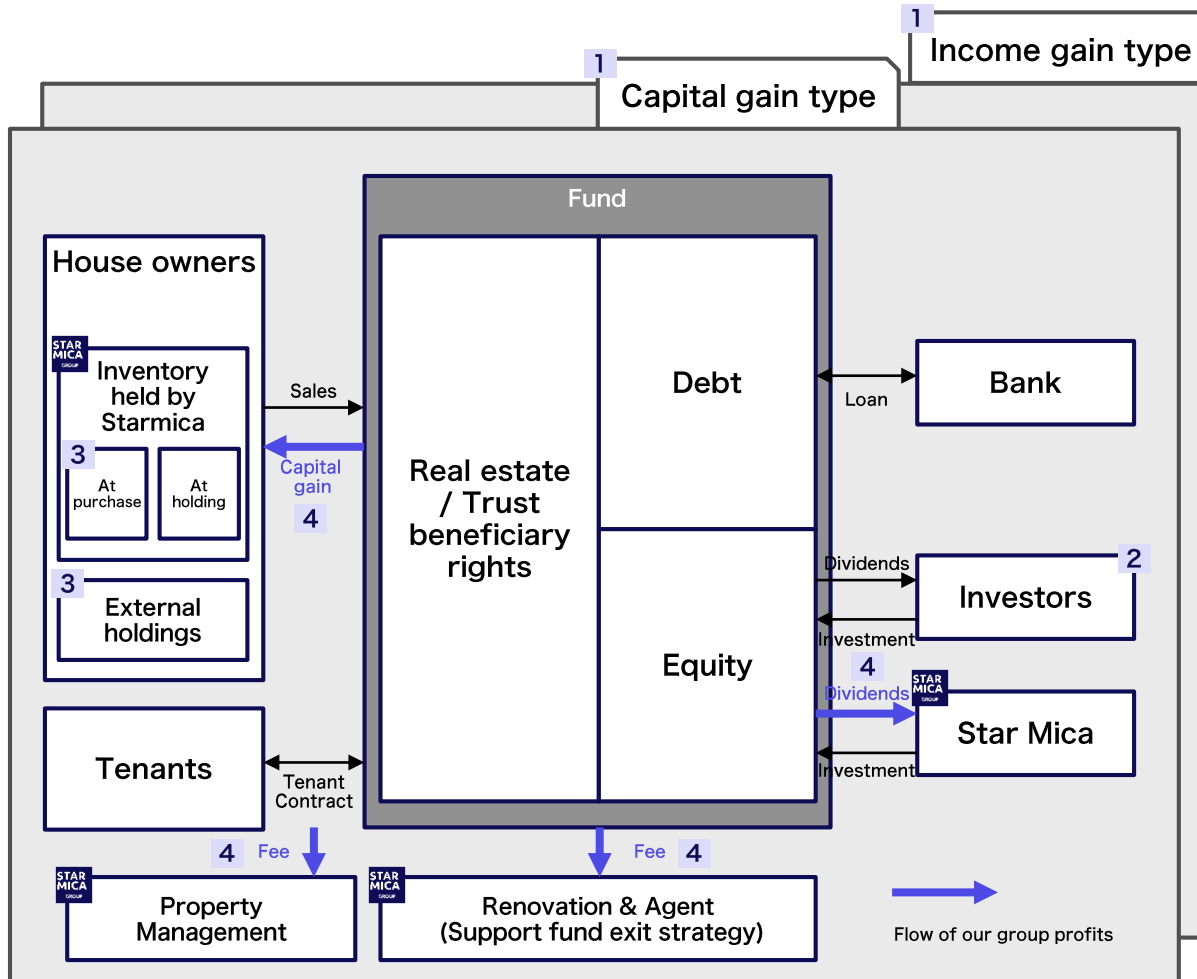 1
Income gain type
1
Capital gain type
Fund
House owners
STAR
MICA
GROUP
Inventory
held by
Starmica
3
At
purchase
At
holding
3
External
holdings
Sales
Capital
gain
4
Real estate
/ Trust
beneficiary
rights
Debt
Equity
Loan
Bank
Dividends
Investment
2
Investors
4
Dividends
Investment
STAR
MICA
GROUP
Star Mica
Tenants
Tenant
Contract
4 Fee
Fee 4
STAR
MICA
GROUP
Property
Management
STAR
MICA
GROUP
Renovation & Agent
(Support fund exit strategy)
Flow of our group profits